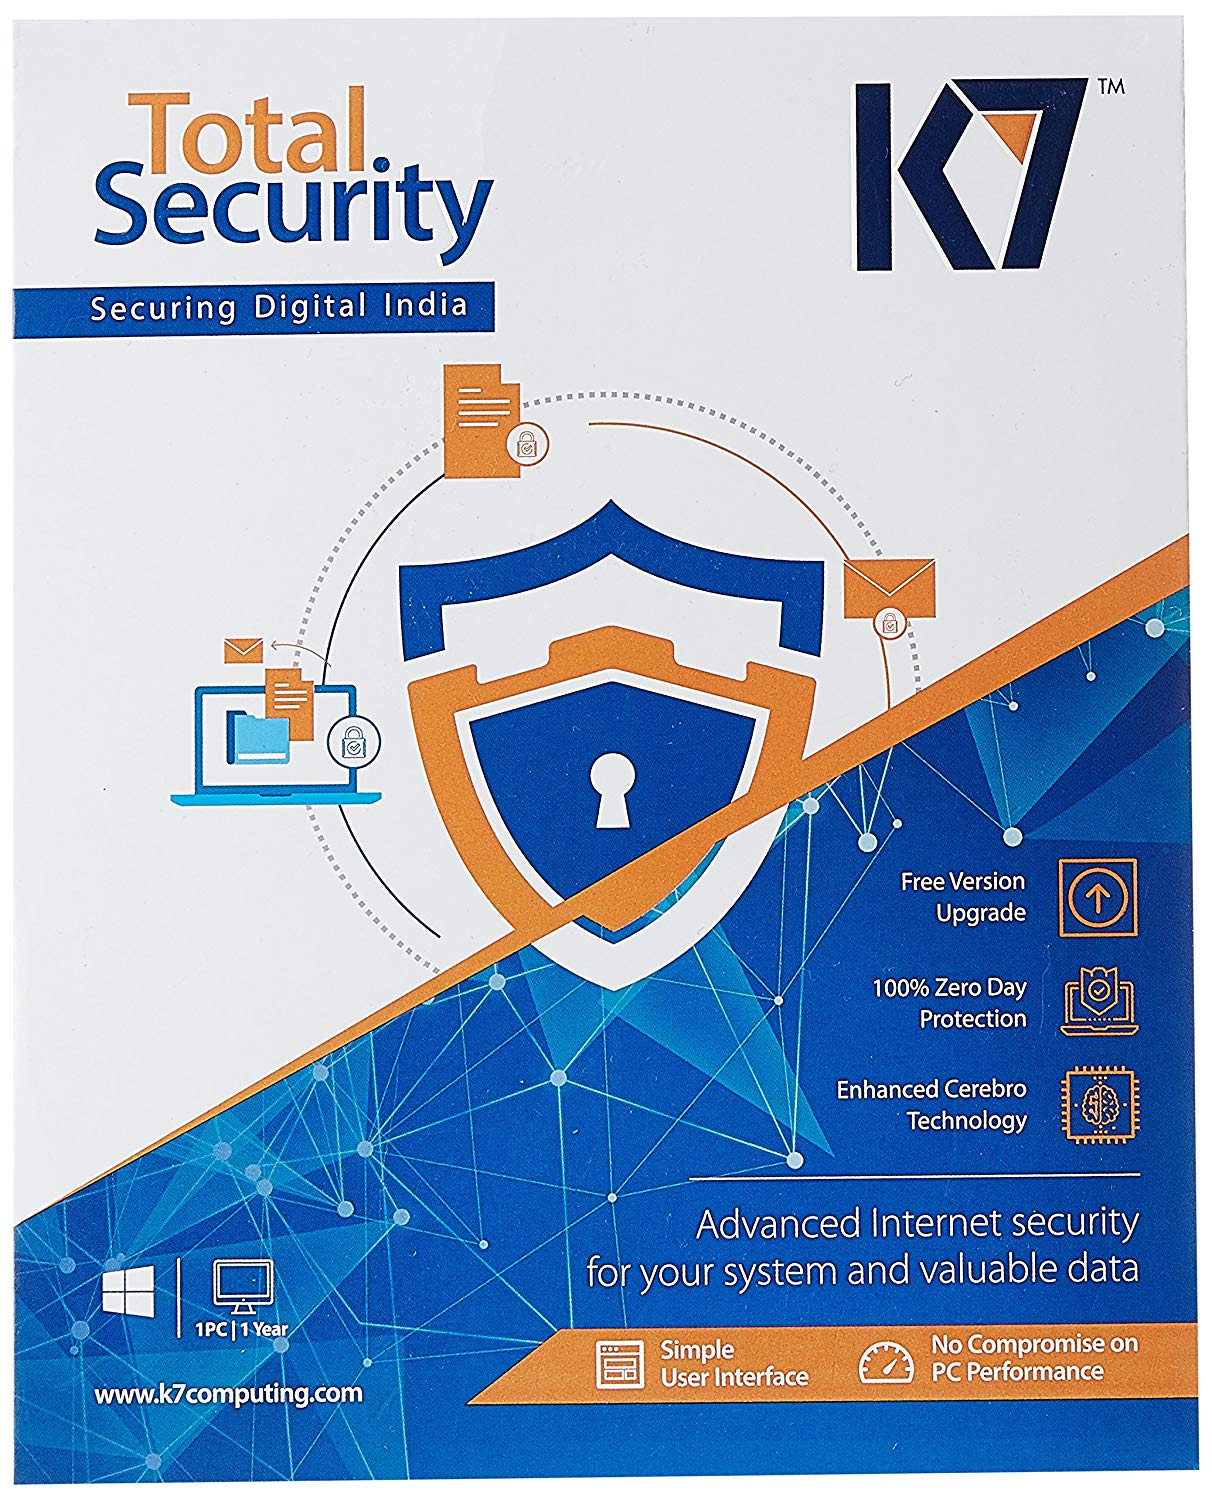 Total
Security
Securing Digital India
K7™
Free Version
Upgrade
100% Zero Day
Protection
Enhanced Cerebro
Technology
Advanced Internet security
for your system and valuable data
1PC | 1 Year
www.k7computing.com
Simple
User Interface
No Compromise on
PC Performance